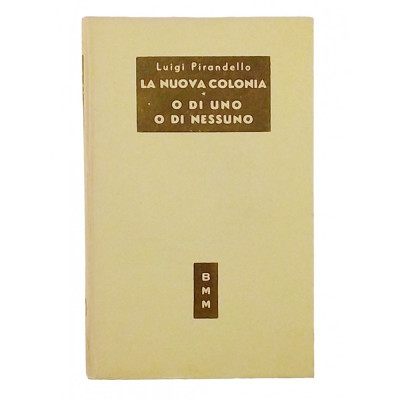 Luigi Pirandello
LA NUOVA COLONIA
O DI UNO
O DI NESSUNO
B
M
M